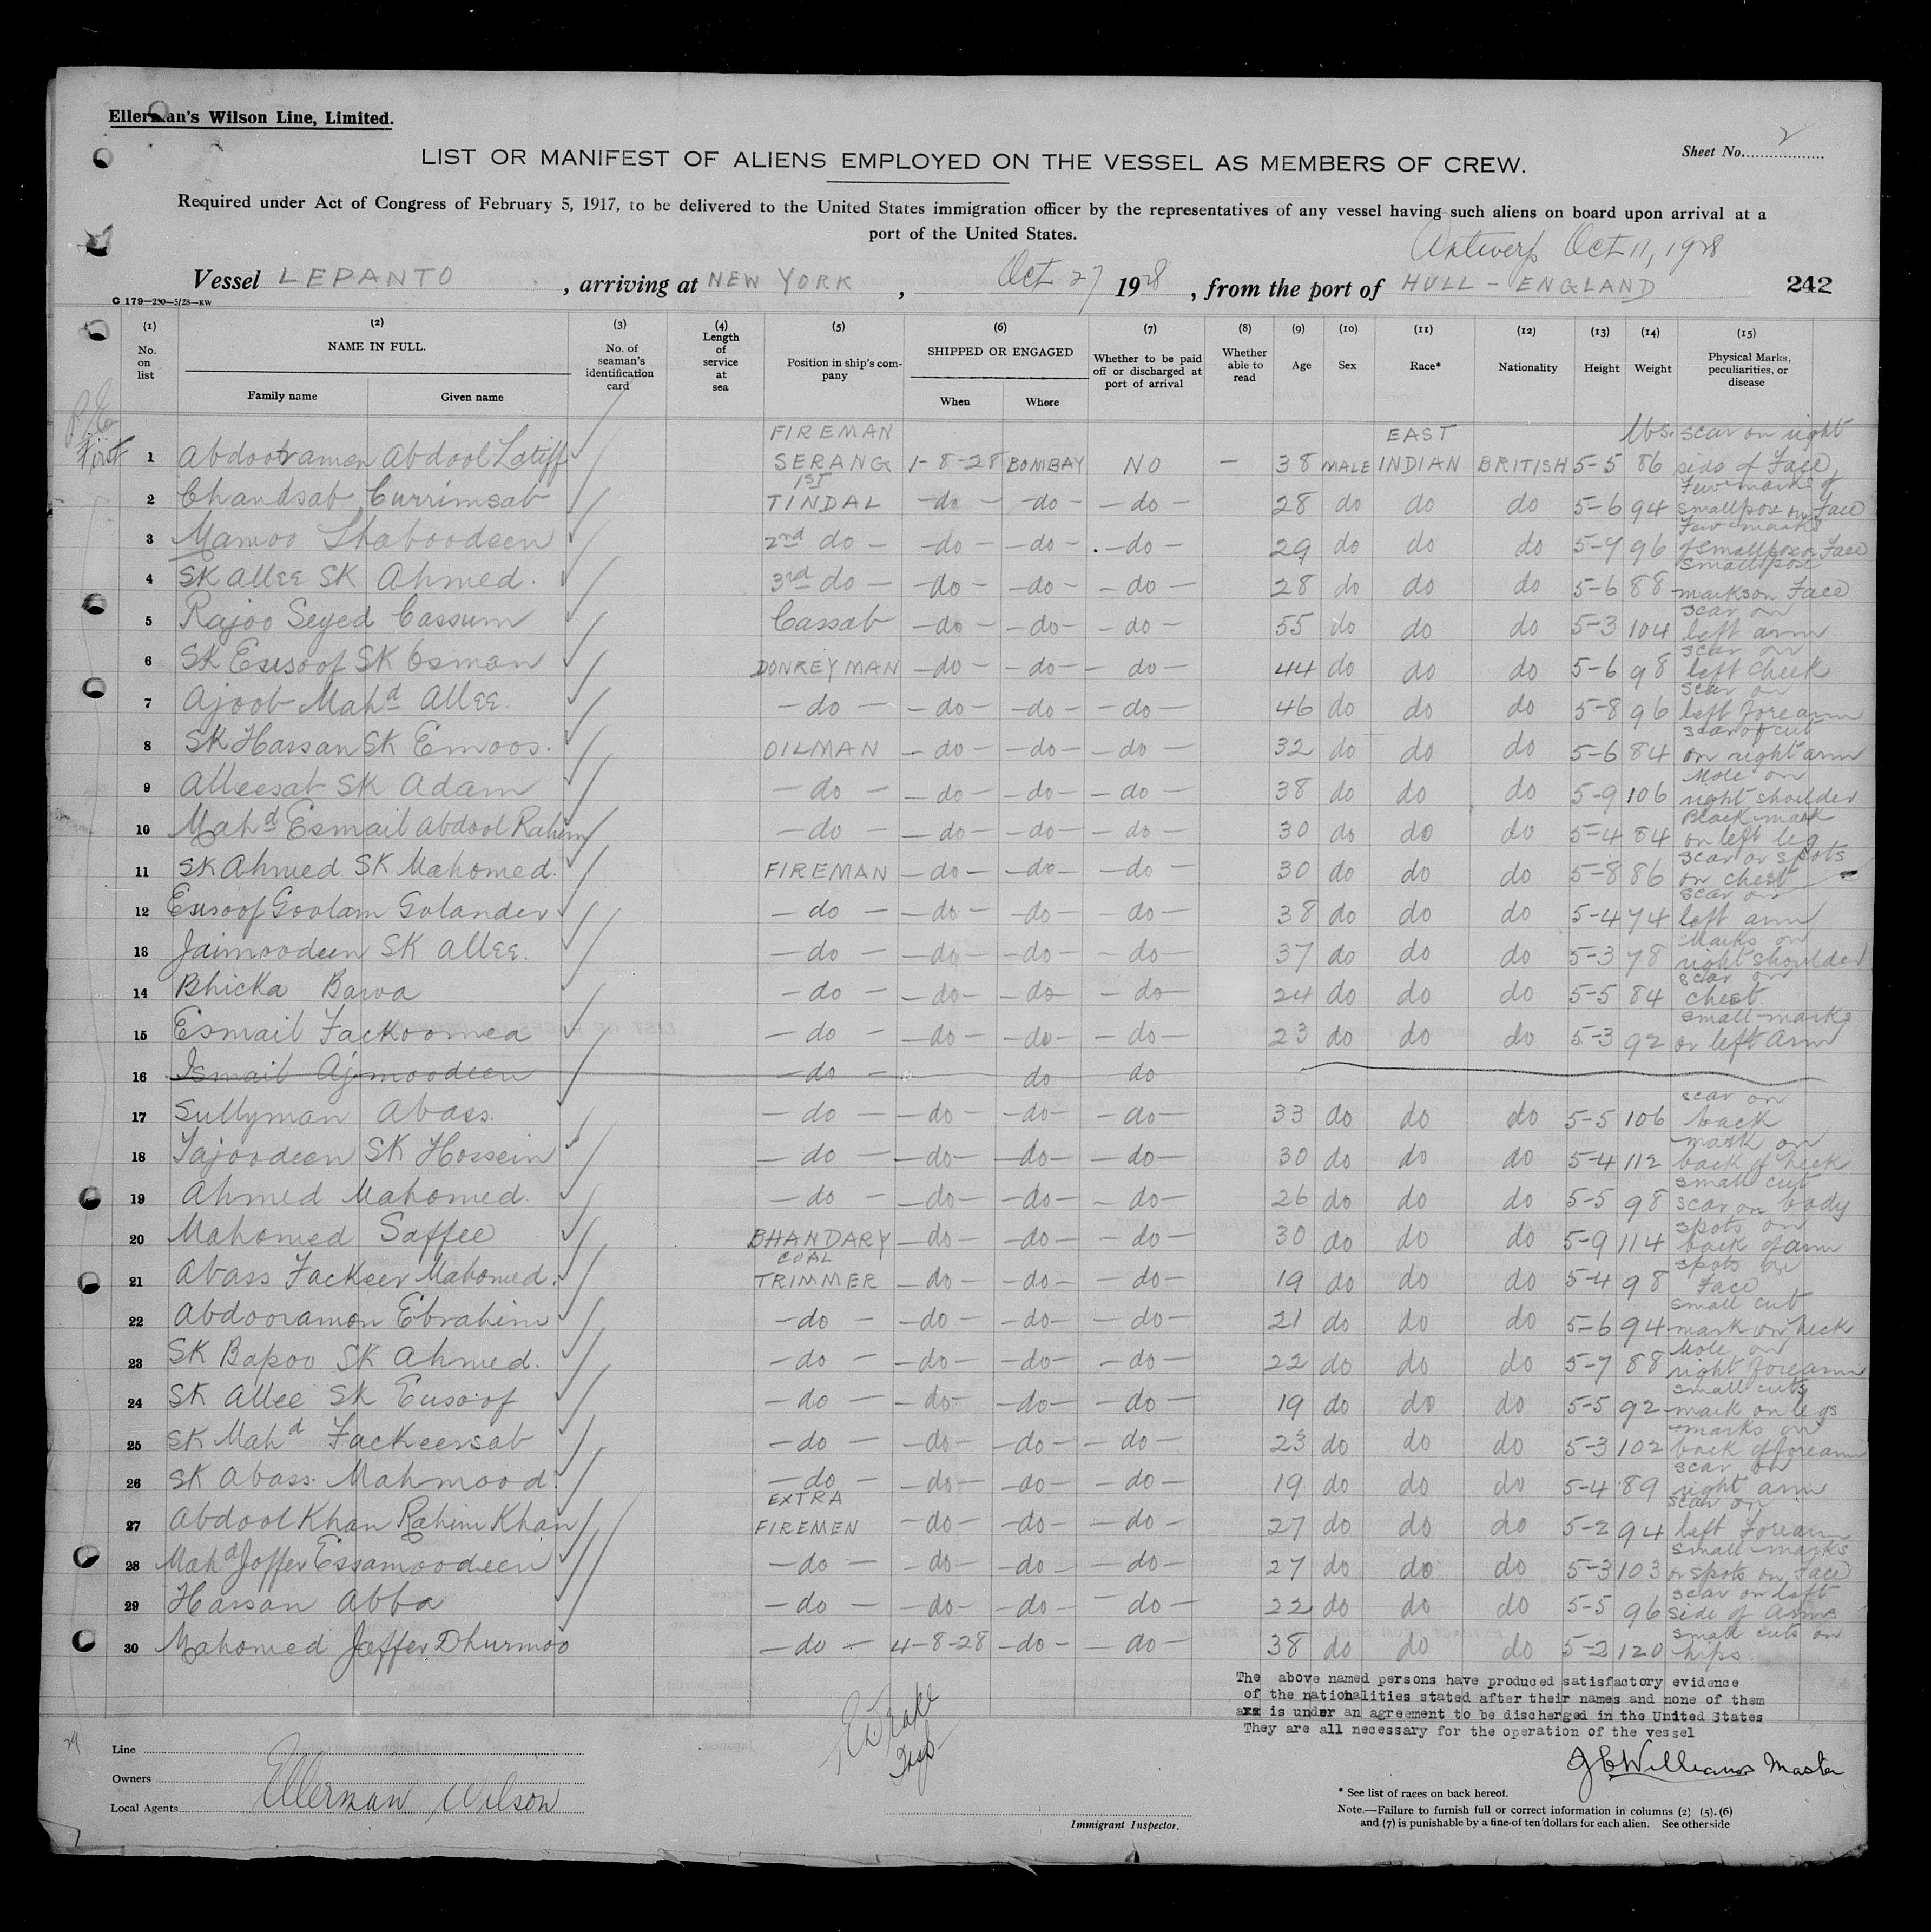 Ellerman's Wilson Line, Limited.
Sheet No. 2
LIST OR MANIFEST OF ALIENS EMPLOYED ON THE VESSEL AS MEMBERS OF CREW.
Required under Act of Congress of February 5, 1917, to be delivered to the United States immigration officer by the representatives of any vessel having such aliens on board upon arrival at a
port of the United States.
Antwerp Oct 11, 1928
Vessel LEPANTO, arriving at NEW YORK, Oct 27 1928, from the port of HULL - ENGLAND 242
G 179-250-5/28-EW
(1) No. on list
(2) NAME IN FULL. Family name Given name
(3) No. of seaman's identification card
(4) Length of service at sea
(5) Position in ship's company
(6) SHIPPED OR ENGAGED When Where
(7) Whether to be paid off or discharged at port of arrival
(8) Whether able to read
(9) Age
(10) Sex
(11) Race*
(12) Nationality
(13) Height
(14) Weight
(15) Physical Marks, peculiarities, or disease
First
1 Abdooramen Abdool Latiff FIREMAN SERANG 1-8-28 BOMBAY NO - 38 MALE EAST INDIAN BRITISH 5-5 lbs. 86 scar on right side of Face
2 Chandsab Currimsab 1ST TINDAL -do- -do- -do- 28 do do do 5-6 94 Few marks of smallpox on Face
3 Mamoo Shaboodeen 2nd do - -do- -do- -do- 29 do do do 5-7 96 Few marks of smallpox on Face
4 SK Allee SK Ahmed. 3rd do - -do- -do- -do- 28 do do do 5-6 88 smallpox marks on Face
5 Rajoo Seyed Cassum Cassab -do- -do- -do- 55 do do do 5-3 104 scar on left arm
6 SK Eusoof SK Osman DONKEYMAN -do- -do- -do- 44 do do do 5-6 98 scar on left cheek
7 Ajoob Mahd Allee. -do- -do- -do- -do- 46 do do do 5-8 96 scar on left forearm
8 SK Hassan SK Emoos. OILMAN -do- -do- -do- 32 do do do 5-6 84 scar of cut on right arm
9 Alleesab SK Adam -do- -do- -do- -do- 38 do do do 5-9 106 Mole on right shoulder
10 Mahd Esmail Abdool Rahim -do- -do- -do- -do- 30 do do do 5-4 84 Black mark on left leg
11 SK Ahmed SK Mahomed. FIREMAN -do- -do- -do- 30 do do do 5-8 86 scar or spots on chest
12 Eusoof Goolam Golander -do- -do- -do- -do- 38 do do do 5-4 74 scar on left arm
13 Jaimoodeen SK Allee. -do- -do- -do- -do- 37 do do do 5-3 78 Marks on right shoulder
14 Bhicka Bawa -do- -do- -do- -do- 24 do do do 5-5 84 scar on chest.
15 Esmail Fackoomea -do- -do- -do- -do- 23 do do do 5-3 92 small marks on left arm
16 Ismail Ajmoodeen -do- do do
17 Sullyman Abass. -do- -do- -do- -do- 33 do do do 5-5 106 scar on back
18 Tajoodeen SK Hossein -do- -do- -do- -do- 30 do do do 5-4 112 mark on back of neck
19 Ahmed Mahomed. -do- -do- -do- -do- 26 do do do 5-5 98 small cut scar on body
20 Mahomed Saffee BHANDARY -do- -do- -do- 30 do do do 5-9 114 spots on back of arm
21 Abass Fackeer Mahomed. COAL TRIMMER -do- -do- -do- 19 do do do 5-4 98 spots on Face
22 Abdooramon Ebrahim -do- -do- -do- -do- 21 do do do 5-6 94 small cut mark on neck
23 SK Bapoo SK Ahmed. -do- -do- -do- -do- 22 do do do 5-7 88 Mole on right forearm
24 SK Allee SK Eusoof -do- -do- -do- -do- 19 do do do 5-5 92 small cuts mark on legs
25 SK Mahd Fackeersab -do- -do- -do- -do- 23 do do do 5-3 102 marks on back of forearm
26 SK Abass. Mahmood. -do- -do- -do- -do- 19 do do do 5-4 89 scar on right arm
27 Abdool Khan Rahim Khan EXTRA FIREMEN -do- -do- -do- 27 do do do 5-2 94 scar on left forearm
28 Mahd Joffer Essamoodeen -do- -do- -do- -do- 27 do do do 5-3 103 small marks or spots on Face
29 Hassan Abba -do- -do- -do- -do- 22 do do do 5-5 96 scar on left side of Arms
30 Mahomed Jaffer Dhurmoo -do- 4-8-28 -do- -do- 38 do do do 5-2 120 small cuts on hips.
The above named persons have produced satisfactory evidence
of the nationalities stated after their names and none of them
is under an agreement to be discharged in the United States
They are all necessary for the operation of the vessel
Line
Owners
Local Agents Ellerman Wilson
E Drake
Insp
J C Williams Master
Immigrant Inspector.
* See list of races on back hereof.
Note.—Failure to furnish full or correct information in columns (2) (5). (6)
and (7) is punishable by a fine of ten dollars for each alien. See other side